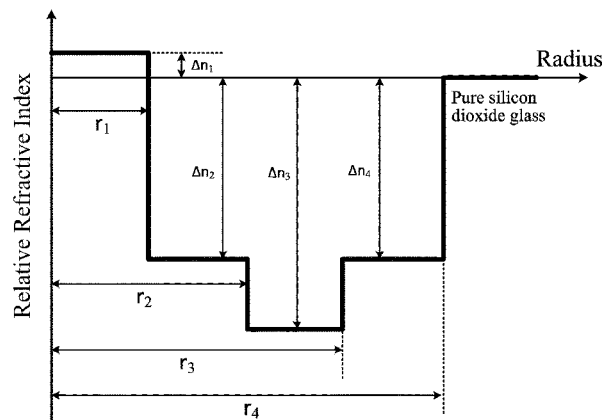 Relative Refractive Index
Δn₁
Radius
Pure silicon
dioxide glass
r₁
Δn₂
Δn₃
Δn₄
r₂
r₃
r₄